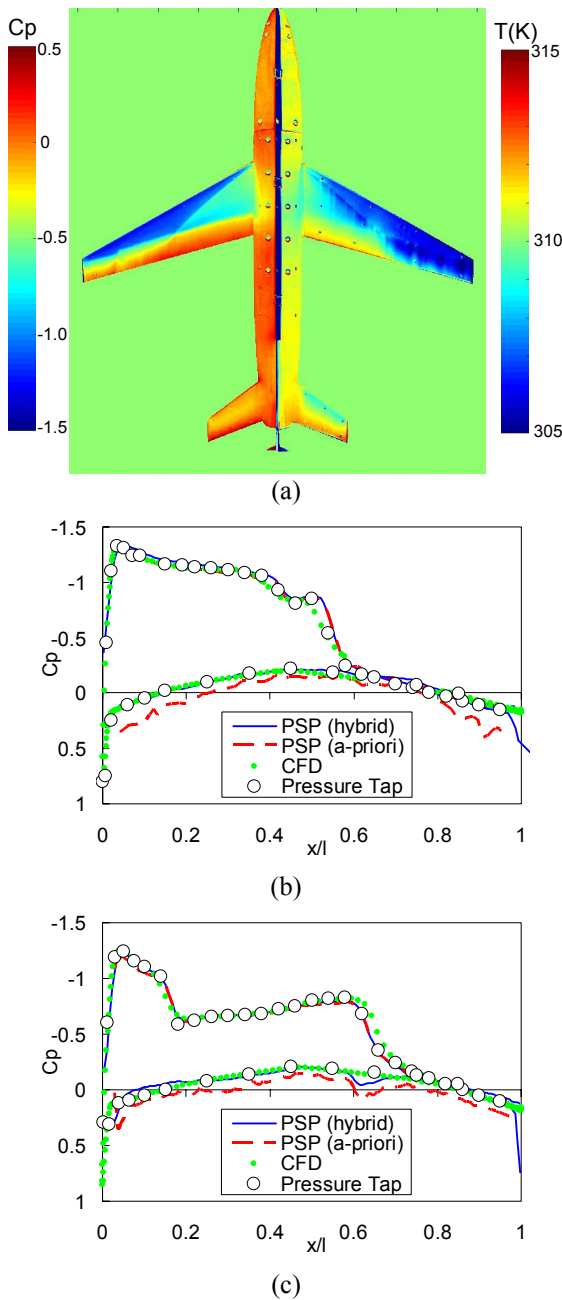 Cp
T(K)
0.5
0
-0.5
-1.0
-1.5
315
310
305
(a)
-1.5
-1
-0.5
0
0.5
1
Cp
PSP (hybrid)
PSP (a-priori)
CFD
Pressure Tap
0 0.2 0.4 0.6 0.8 1
x/l
(b)
-1.5
-1
-0.5
0
0.5
1
Cp
PSP (hybrid)
PSP (a-priori)
CFD
Pressure Tap
0 0.2 0.4 0.6 0.8 1
x/l
(c)